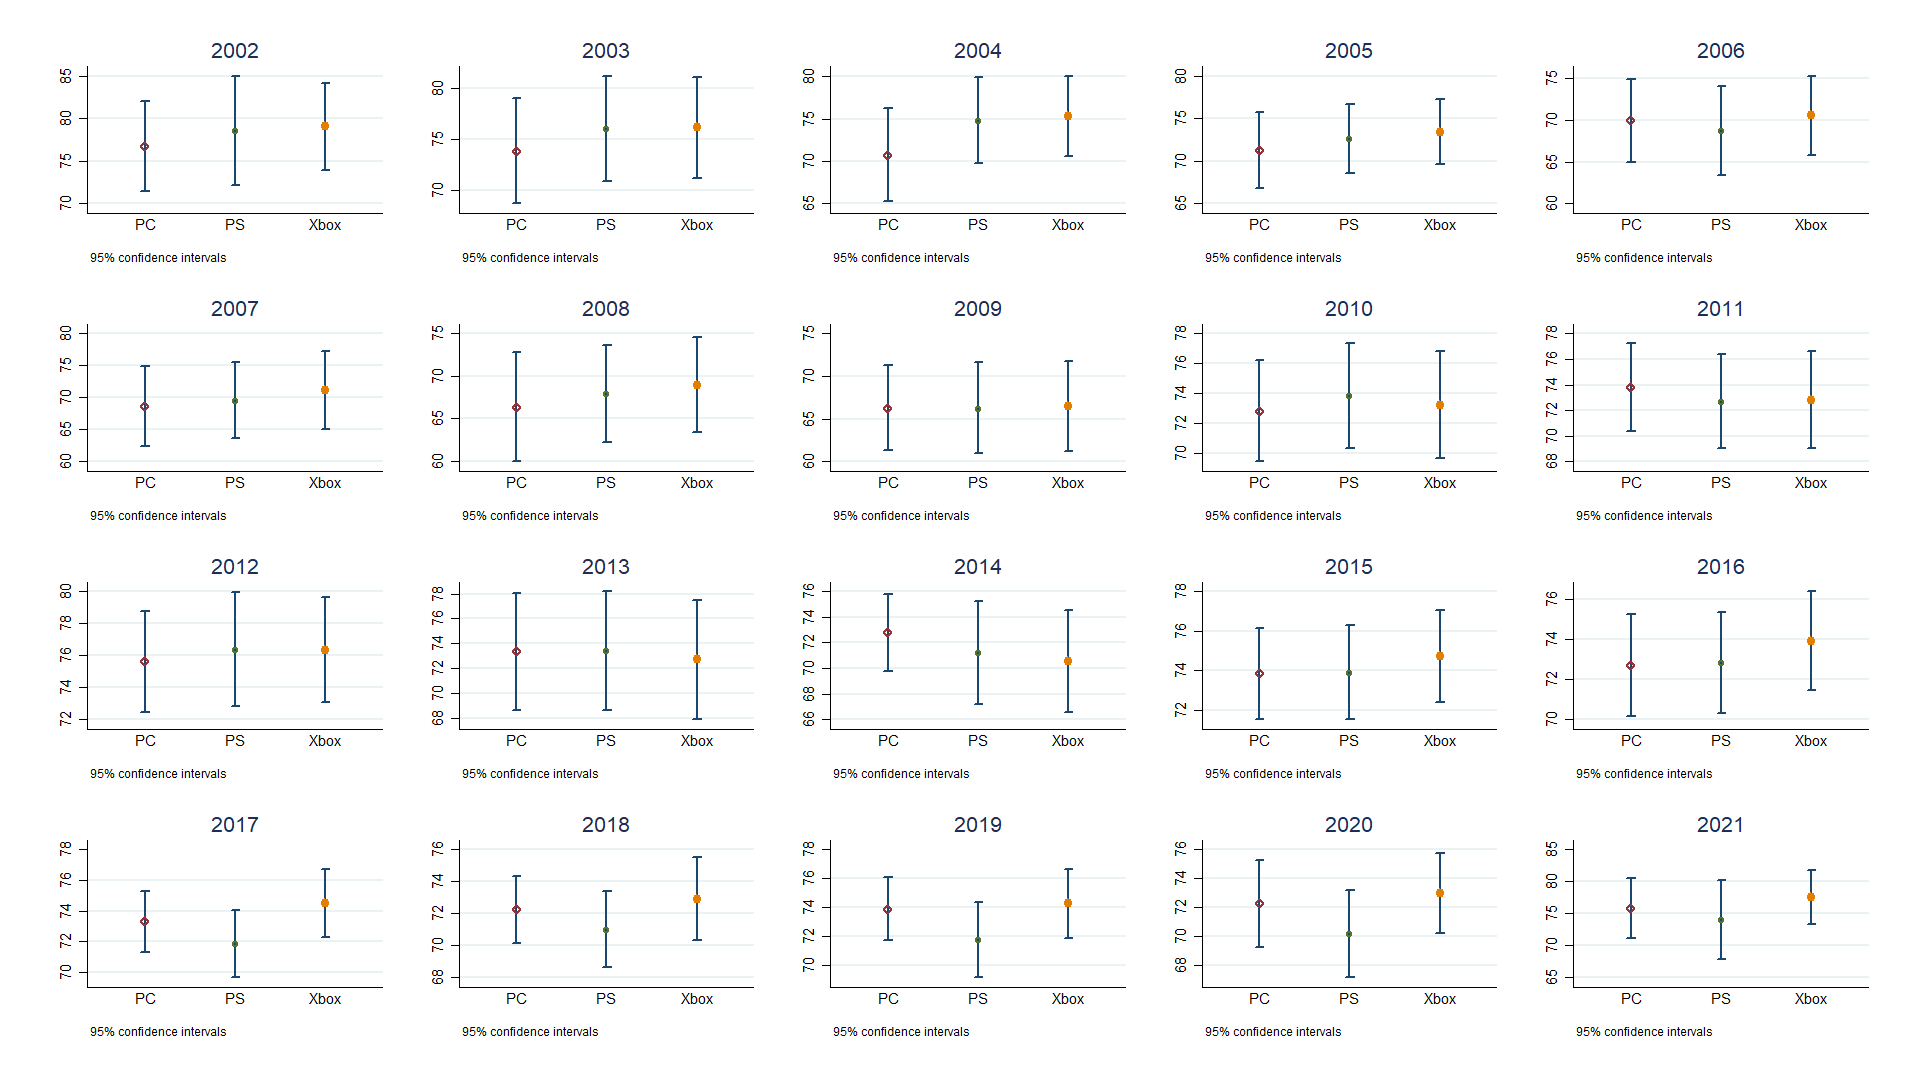 2002 2003 2004 2005 2006
85 80 75 70
80 75 70
80 75 70 65
80 75 70 65
75 70 65 60
PC PS Xbox PC PS Xbox PC PS Xbox PC PS Xbox PC PS Xbox
95% confidence intervals 95% confidence intervals 95% confidence intervals 95% confidence intervals 95% confidence intervals
2007 2008 2009 2010 2011
80 75 70 65 60
75 70 65 60
75 70 65 60
78 76 74 72 70
78 76 74 72 70 68
PC PS Xbox PC PS Xbox PC PS Xbox PC PS Xbox PC PS Xbox
95% confidence intervals 95% confidence intervals 95% confidence intervals 95% confidence intervals 95% confidence intervals
2012 2013 2014 2015 2016
80 78 76 74 72
78 76 74 72 70 68
76 74 72 70 68 66
78 76 74 72
76 74 72 70
PC PS Xbox PC PS Xbox PC PS Xbox PC PS Xbox PC PS Xbox
95% confidence intervals 95% confidence intervals 95% confidence intervals 95% confidence intervals 95% confidence intervals
2017 2018 2019 2020 2021
78 76 74 72 70
76 74 72 70 68
78 76 74 72 70
76 74 72 70 68
85 80 75 70 65
PC PS Xbox PC PS Xbox PC PS Xbox PC PS Xbox PC PS Xbox
95% confidence intervals 95% confidence intervals 95% confidence intervals 95% confidence intervals 95% confidence intervals